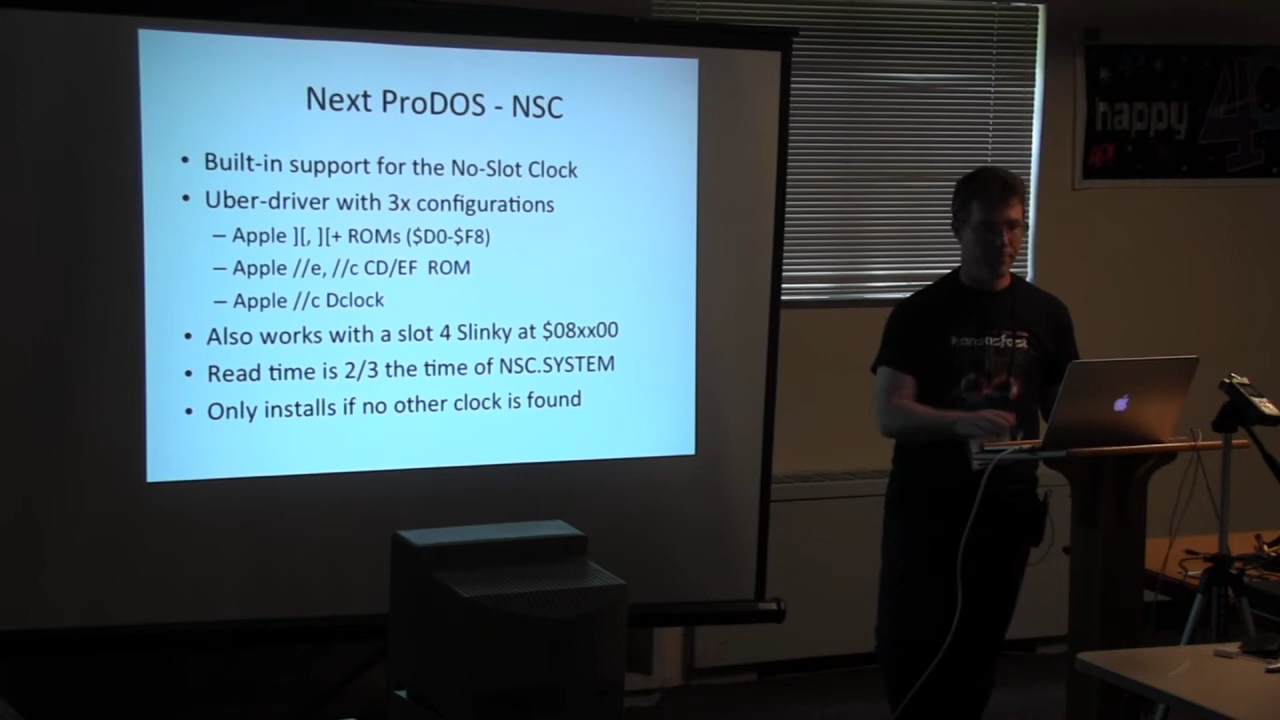 Next ProDOS - NSC
• Built-in support for the No-Slot Clock
• Uber-driver with 3x configurations
– Apple ][, ][+ ROMs ($D0-$F8)
– Apple //e, //c CD/EF ROM
– Apple //c Dclock
• Also works with a slot 4 Slinky at $08xx00
• Read time is 2/3 the time of NSC.SYSTEM
• Only installs if no other clock is found
happy
Kansasfest